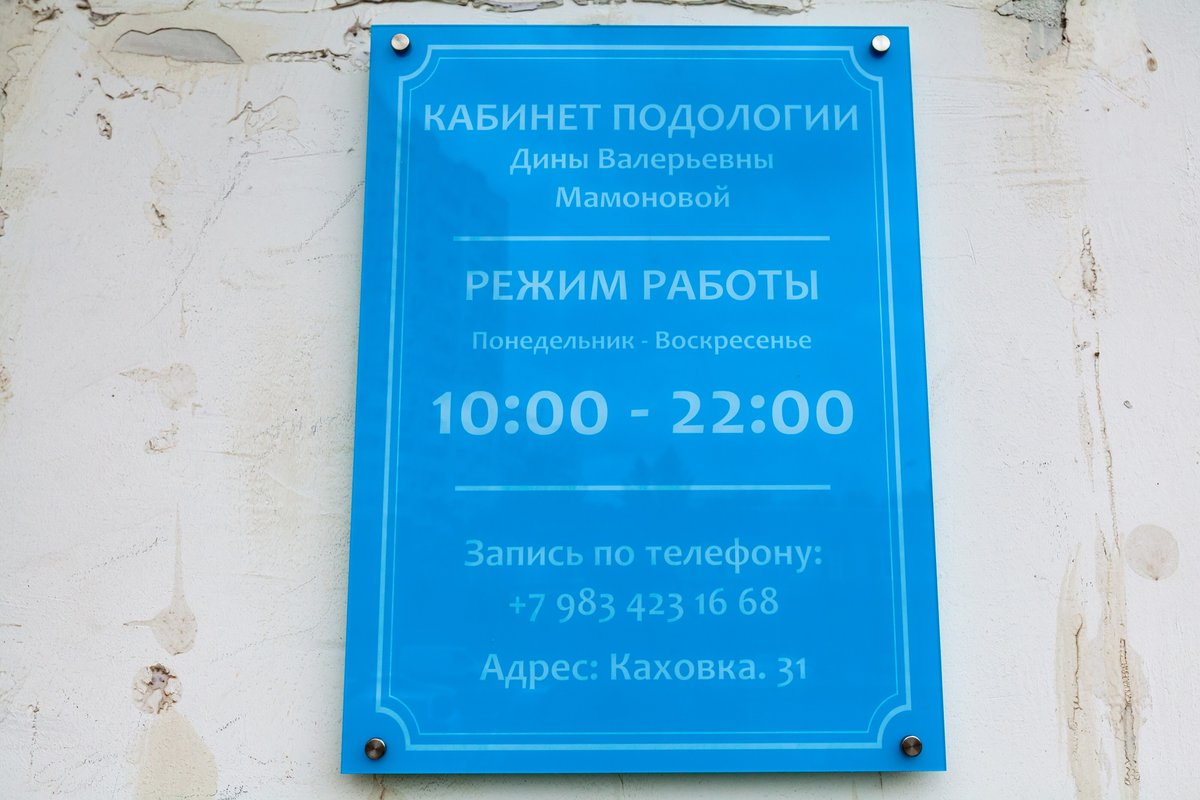 КАБИНЕТ ПОДОЛОГИИ
Дины Валерьевны
Мамоновой
РЕЖИМ РАБОТЫ
Понедельник - Воскресенье
10:00 - 22:00
Запись по телефону:
+7 983 423 16 68
Адрес: Каховка. 31